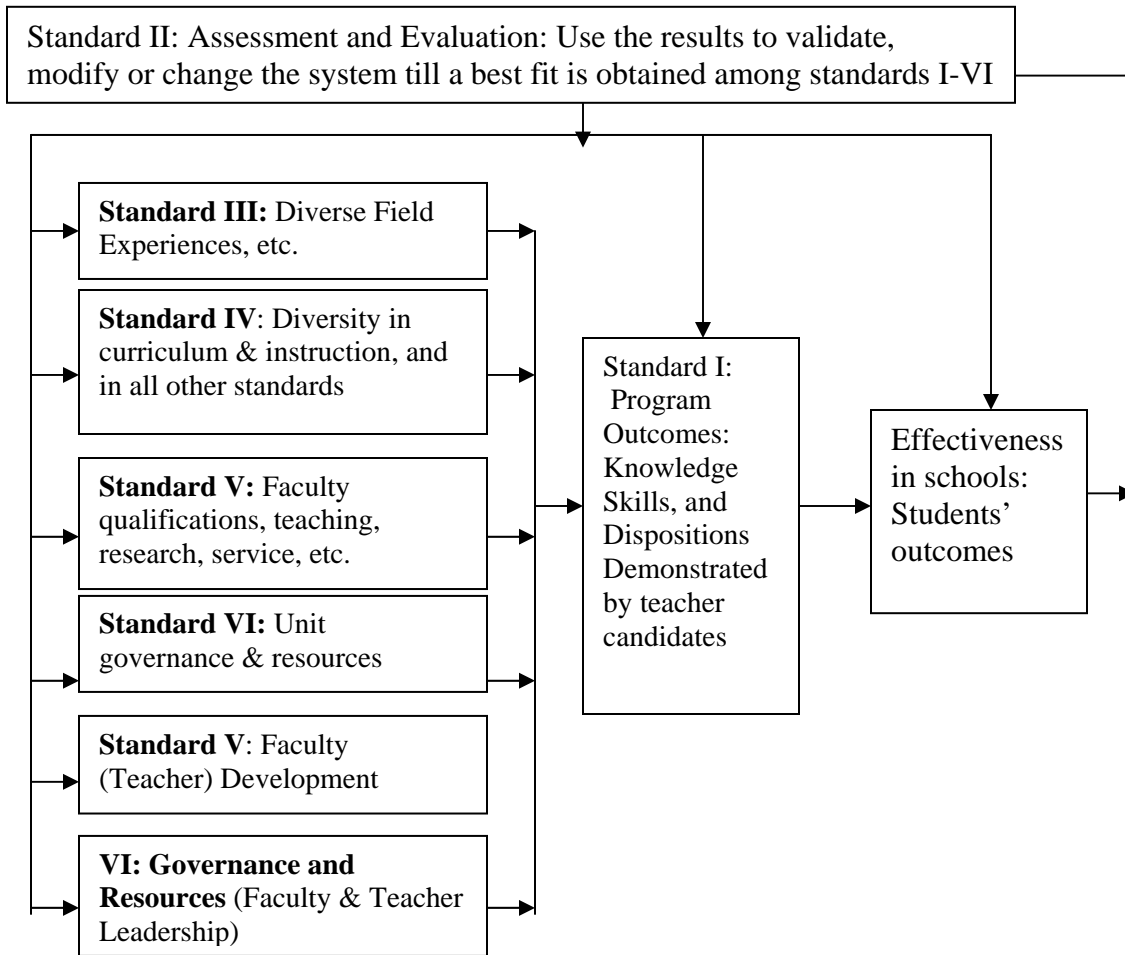 Standard II: Assessment and Evaluation: Use the results to validate,
modify or change the system till a best fit is obtained among standards I-VI
Standard III: Diverse Field
Experiences, etc.
Standard IV: Diversity in
curriculum & instruction, and
in all other standards
Standard V: Faculty
qualifications, teaching,
research, service, etc.
Standard VI: Unit
governance & resources
Standard V: Faculty
(Teacher) Development
VI: Governance and
Resources (Faculty & Teacher
Leadership)
Standard I:
Program
Outcomes:
Knowledge
Skills, and
Dispositions
Demonstrated
by teacher
candidates
Effectiveness
in schools:
Students’
outcomes